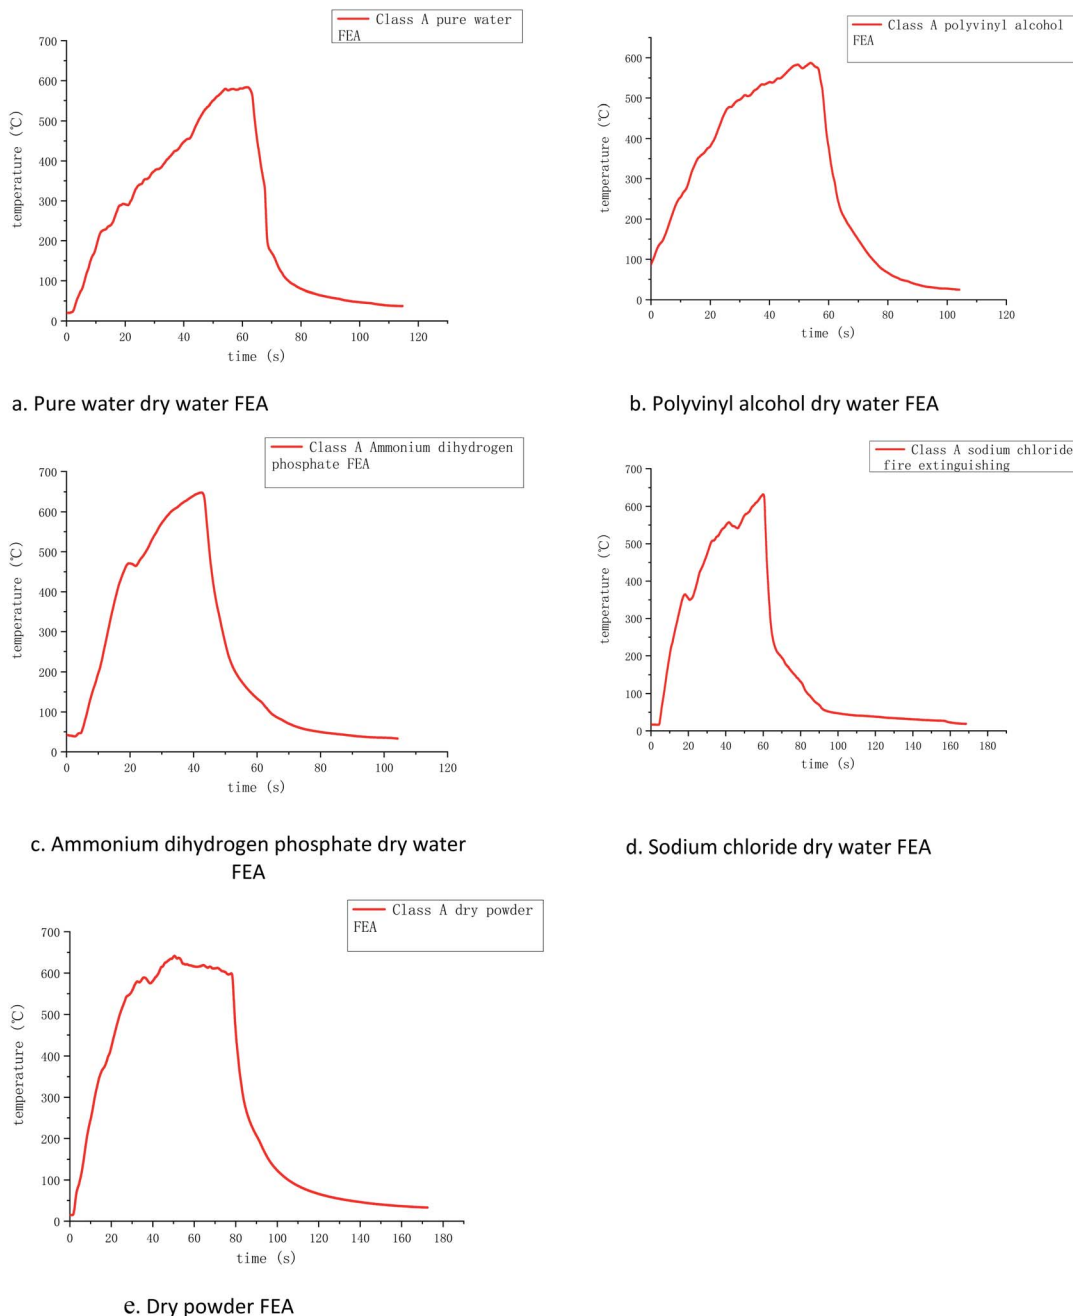 Class A pure water
FEA
700
600
500
400
300
200
100
0
temperature (℃)
0 20 40 60 80 100 120
time (s)
a. Pure water dry water FEA
Class A polyvinyl alcohol
FEA
600
500
400
300
200
100
0
temperature (℃)
0 20 40 60 80 100 120
time (s)
b. Polyvinyl alcohol dry water FEA
Class A Ammonium dihydrogen
phosphate FEA
700
600
500
400
300
200
100
0
temperature (℃)
0 20 40 60 80 100 120
time (s)
c. Ammonium dihydrogen phosphate dry water
FEA
Class A sodium chloride
fire extinguishing
700
600
500
400
300
200
100
0
temperature (℃)
0 20 40 60 80 100 120 140 160 180
time (s)
d. Sodium chloride dry water FEA
Class A dry powder
FEA
700
600
500
400
300
200
100
0
temperature (℃)
0 20 40 60 80 100 120 140 160 180
time (s)
e. Dry powder FEA